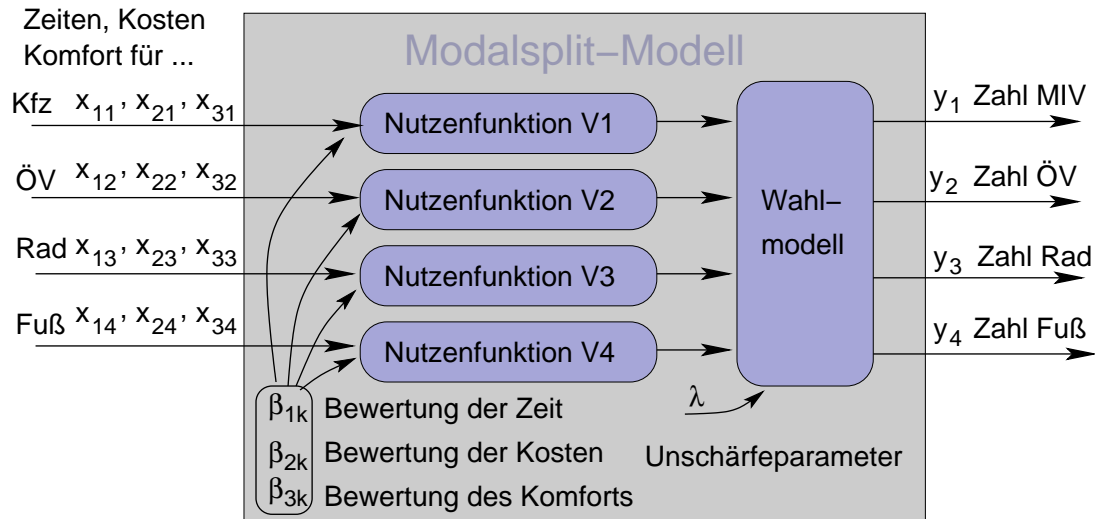 Zeiten, Kosten
Komfort für ...
Modalsplit–Modell
Kfz x11, x21, x31
Nutzenfunktion V1
y1 Zahl MIV
ÖV x12, x22, x32
Nutzenfunktion V2
y2 Zahl ÖV
Wahl–
modell
Rad x13, x23, x33
Nutzenfunktion V3
y3 Zahl Rad
Fuß x14, x24, x34
Nutzenfunktion V4
y4 Zahl Fuß
β1k Bewertung der Zeit
λ
β2k Bewertung der Kosten
Unschärfeparameter
β3k Bewertung des Komforts